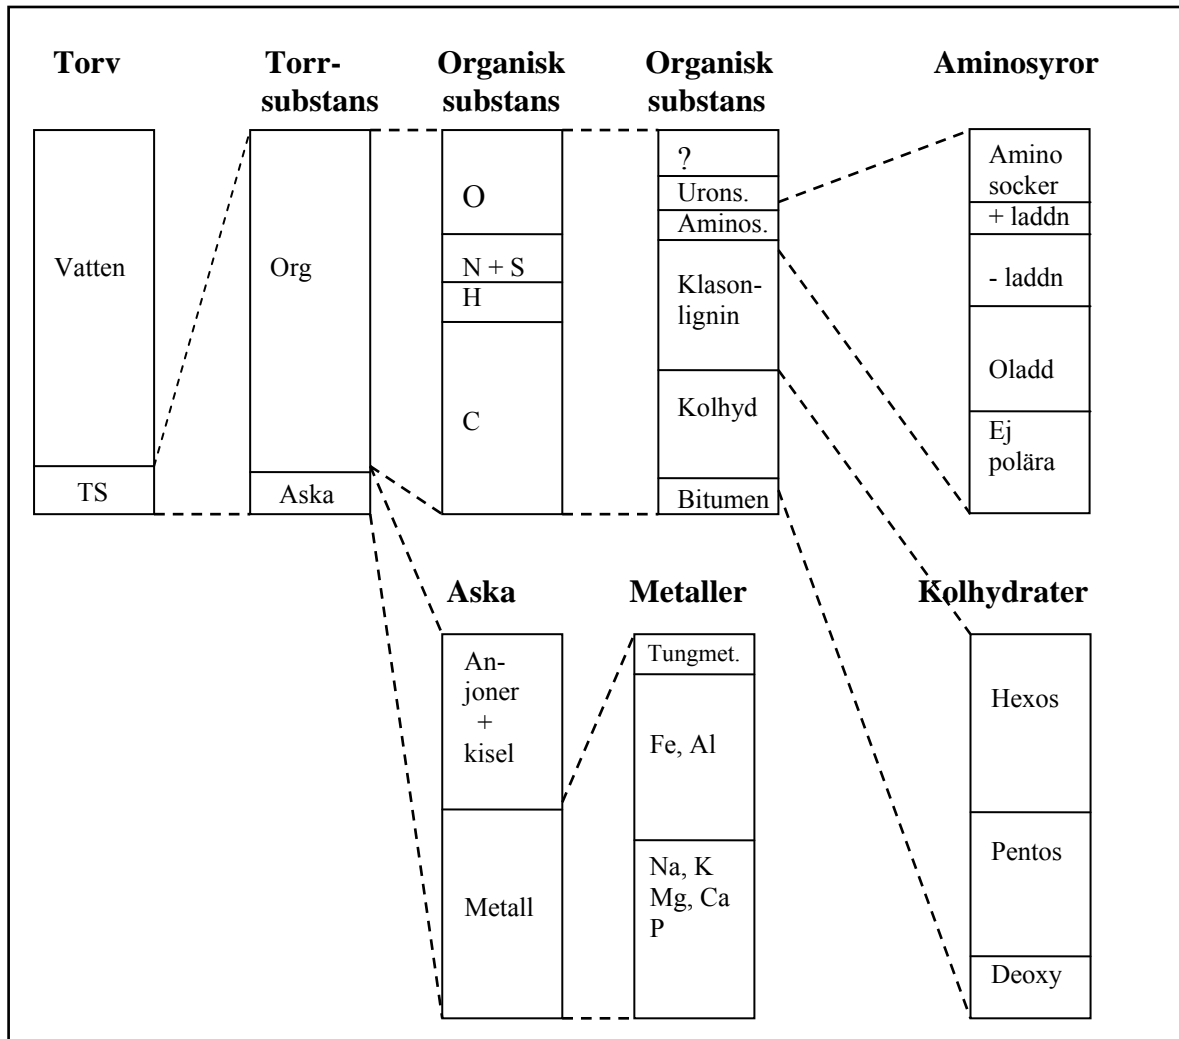 Torv
Vatten
TS
Torr-
substans
Org
Aska
Organisk
substans
O
N + S
H
C
Organisk
substans
?
Urons.
Aminos.
Klason-
lignin
Kolhyd
Bitumen
Aminosyror
Amino
socker
+ laddn
- laddn
Oladd
Ej
polära
Aska
An-
joner
+
kisel
Metall
Metaller
Tungmet.
Fe, Al
Na, K
Mg, Ca
P
Kolhydrater
Hexos
Pentos
Deoxy